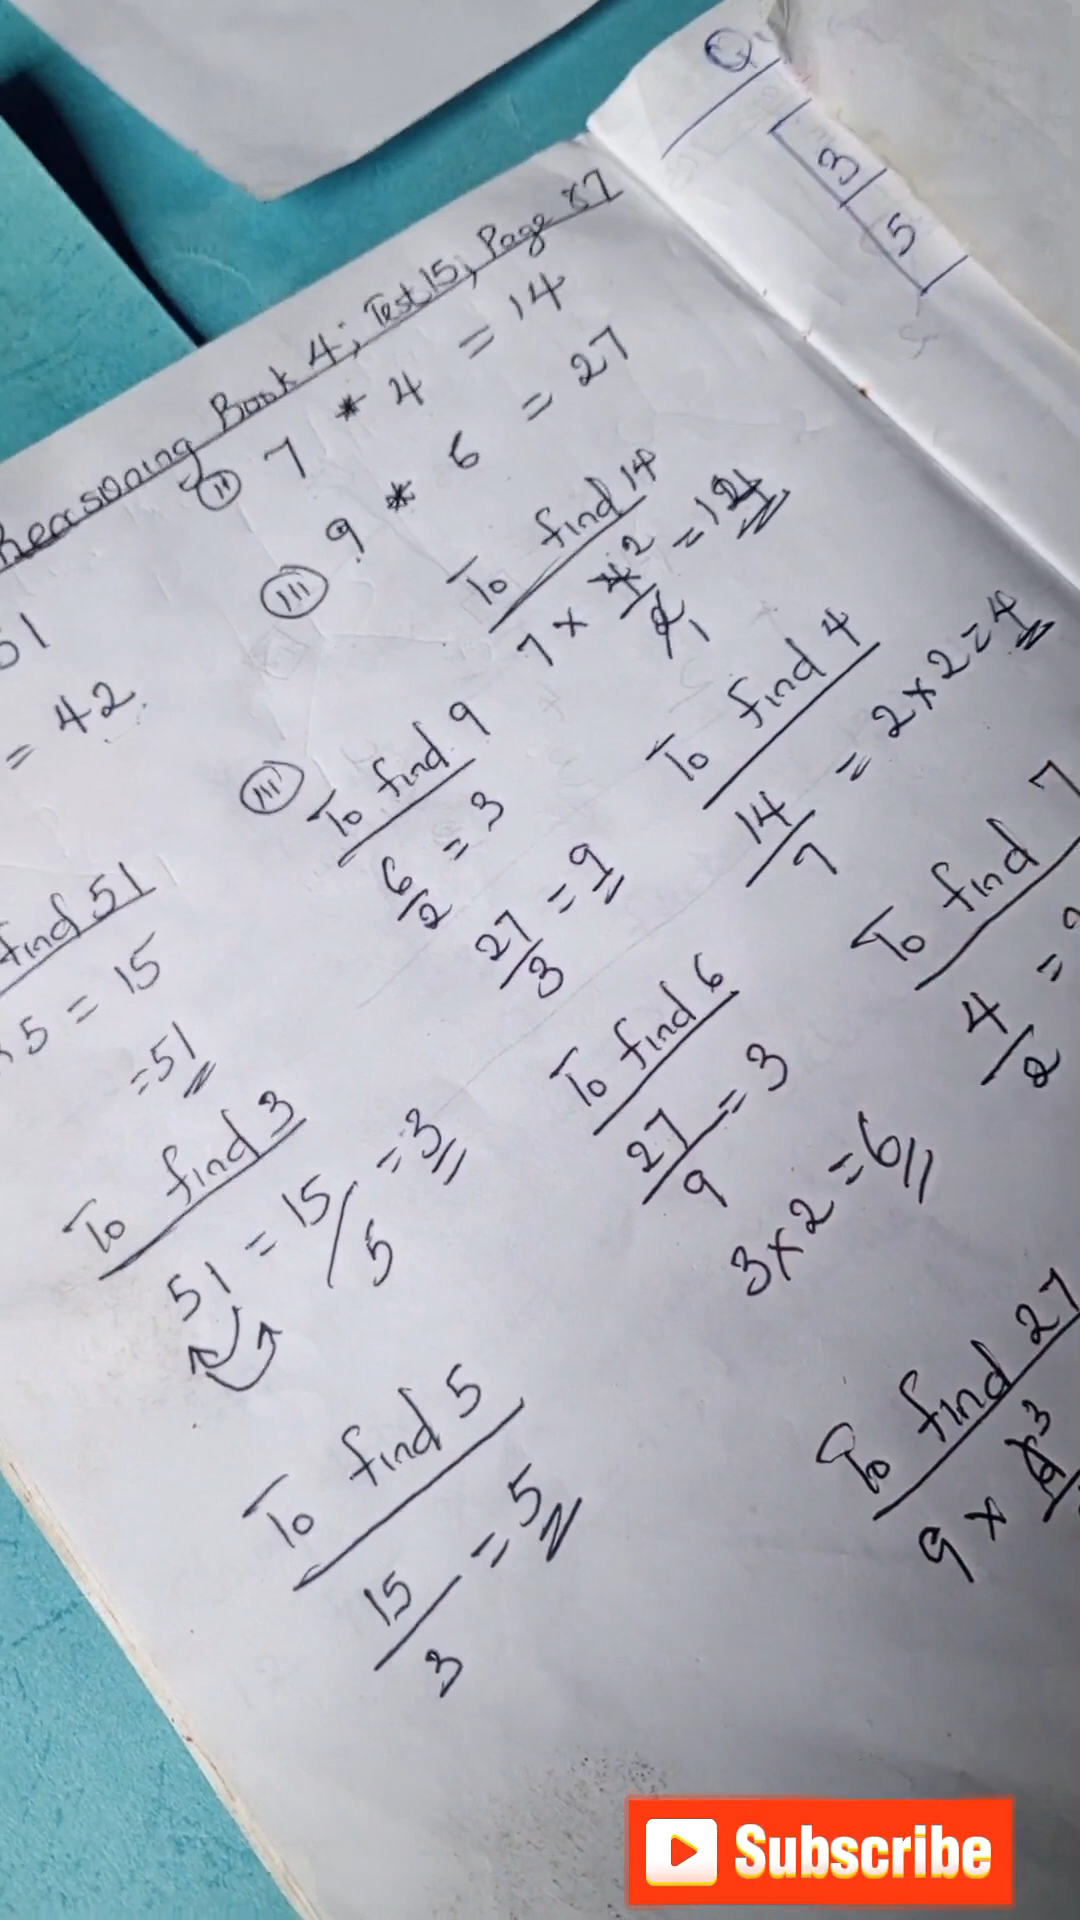 Reasoning Book 4; Test 15, Page 87
(ii) 7 * 4 = 14
(iii) 9 * 6 = 27
51
= 42.
To find 14
7 x 4/2 = 14
To find 4
14/7 = 2 x 2 = 4
To find 7
4/2 =
(iii) To find 9
6/2 = 3
27/3 = 9
To find 6
27/9 = 3
3 x 2 = 6
To find 27
9 x
find 51
5 = 15
= 51
To find 3
51 = 15/5 = 3
To find 5
15/3 = 5
3
5
Subscribe